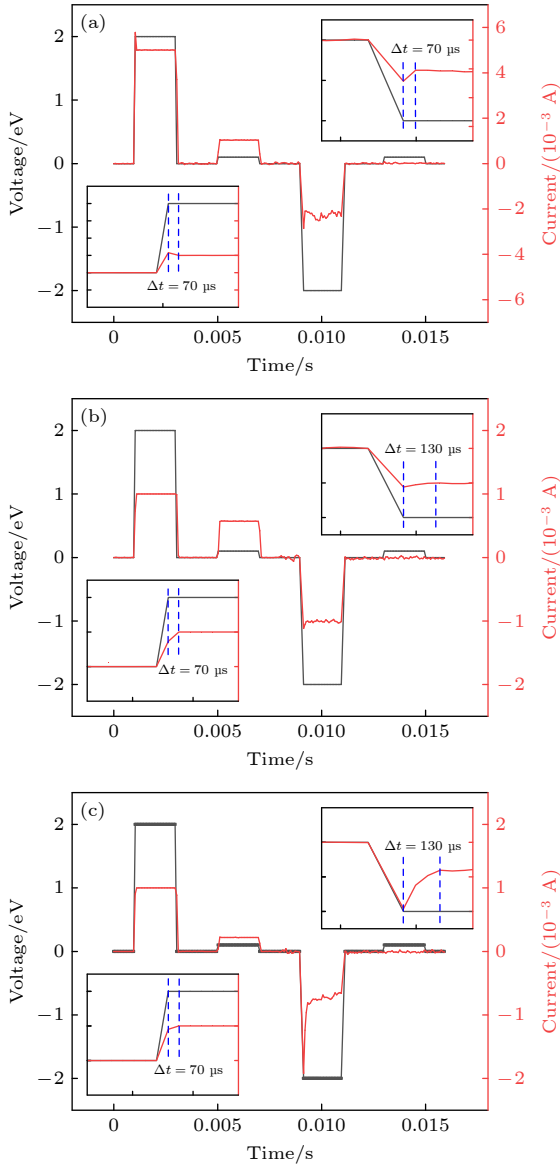 (a)
2
1
0
−1
−2
Voltage/eV
6
4
2
0
−2
−4
−6
Current/(10⁻³ A)
Δt = 70 µs
Δt = 70 µs
0
0.005
0.010
0.015
Time/s
(b)
2
1
0
−1
−2
Voltage/eV
2
1
0
−1
−2
Current/(10⁻³ A)
Δt = 130 µs
Δt = 70 µs
0
0.005
0.010
0.015
Time/s
(c)
2
1
0
−1
−2
Voltage/eV
2
1
0
−1
−2
Current/(10⁻³ A)
Δt = 130 µs
Δt = 70 µs
0
0.005
0.010
0.015
Time/s